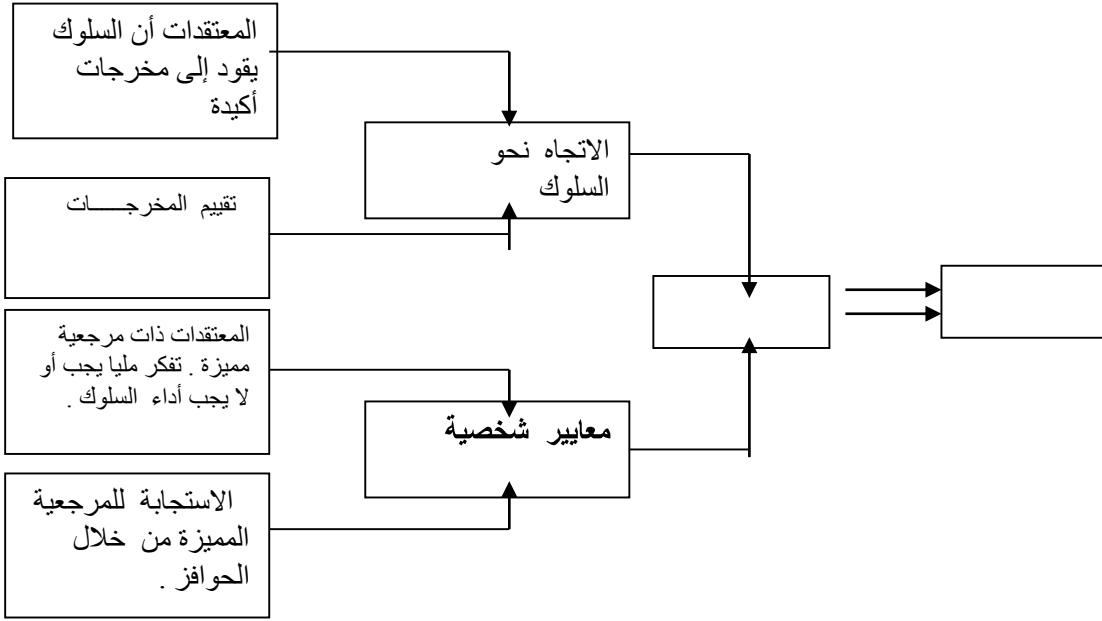 المعتقدات أن السلوك
يقود إلى مخرجات
أكيدة
الاتجاه نحو
السلوك
تقييم المخرجـــــات
المعتقدات ذات مرجعية
مميزة . تفكر مليا يجب أو
لا يجب أداء السلوك .
معايير شخصية
الاستجابة للمرجعية
المميزة من خلال
الحوافز .